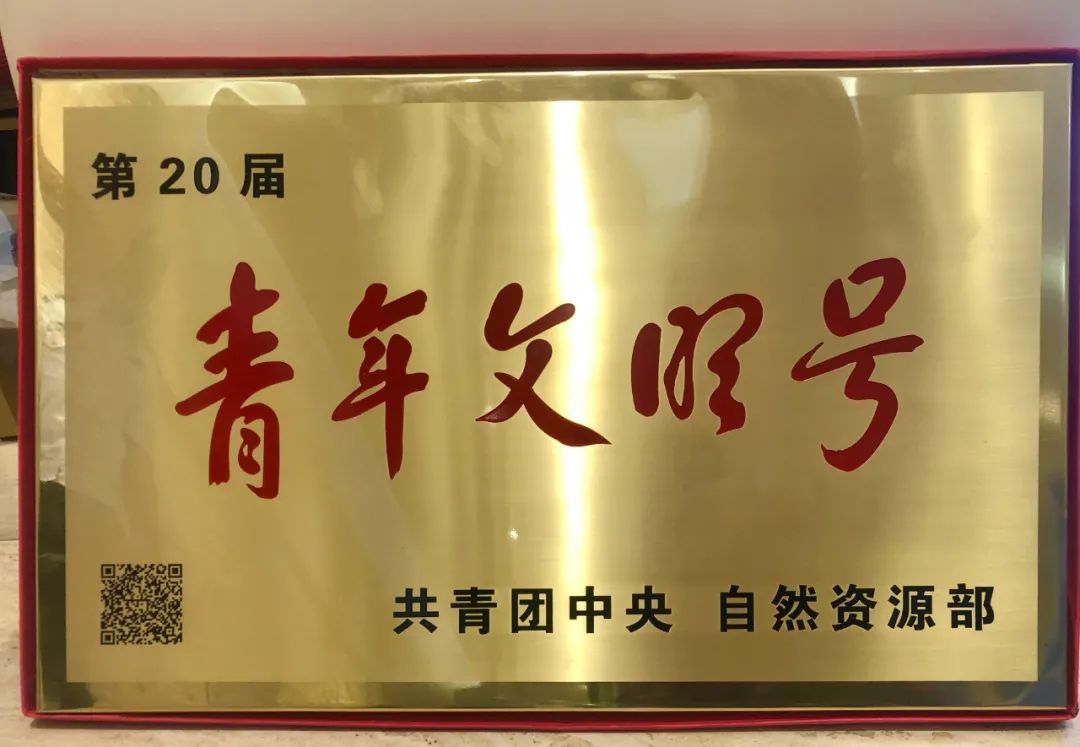 第 20 届
青年文明号
共青团中央 自然资源部